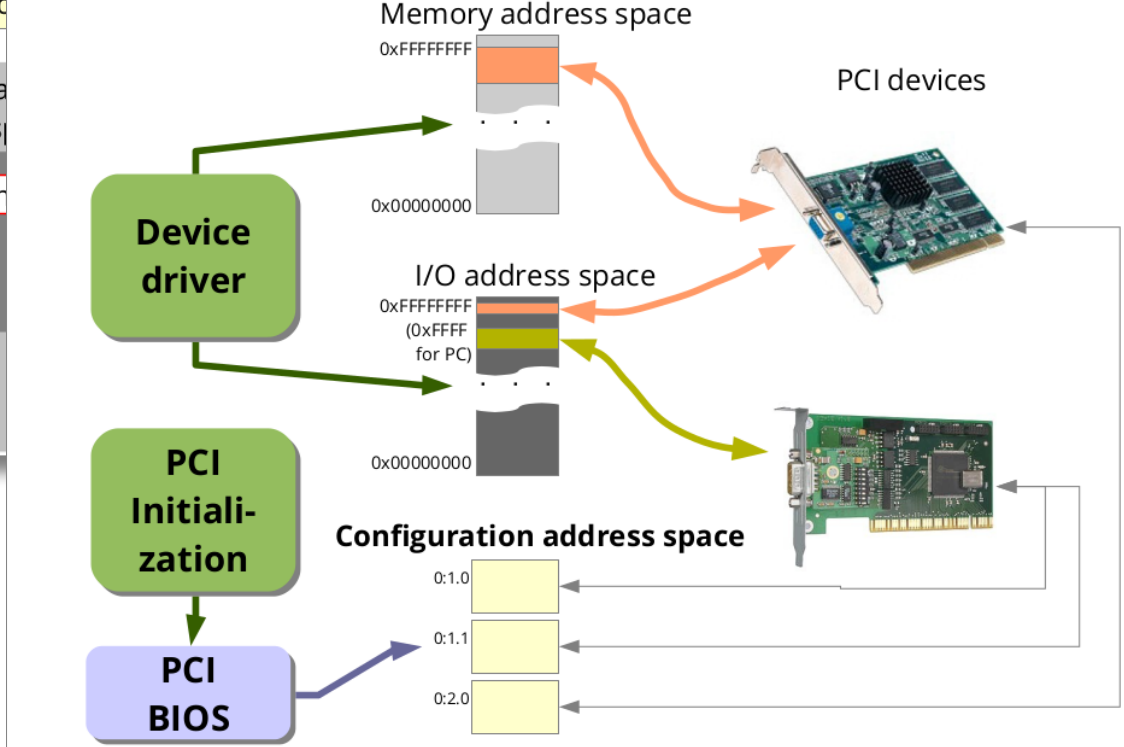 Memory address space
0xFFFFFFFF
PCI devices
0x00000000
Device
driver
I/O address space
0xFFFFFFFF
(0xFFFF
for PC)
0x00000000
PCI
Initiali-
zation
Configuration address space
0:1.0
0:1.1
0:2.0
PCI
BIOS